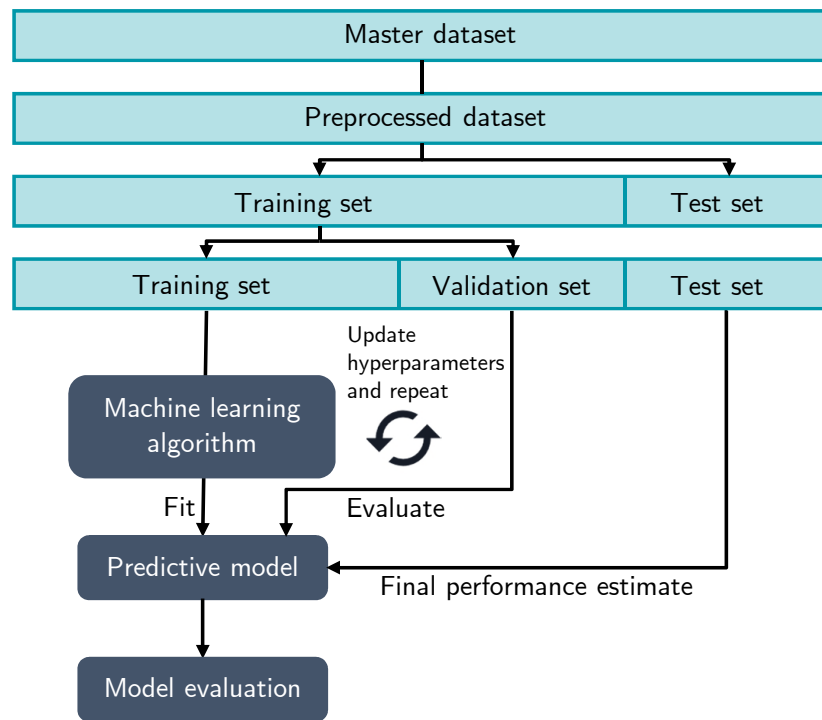 Master dataset
Preprocessed dataset
Training set
Test set
Training set
Validation set
Test set
Update
hyperparameters
and repeat
Machine learning
algorithm
Fit
Evaluate
Predictive model
Final performance estimate
Model evaluation